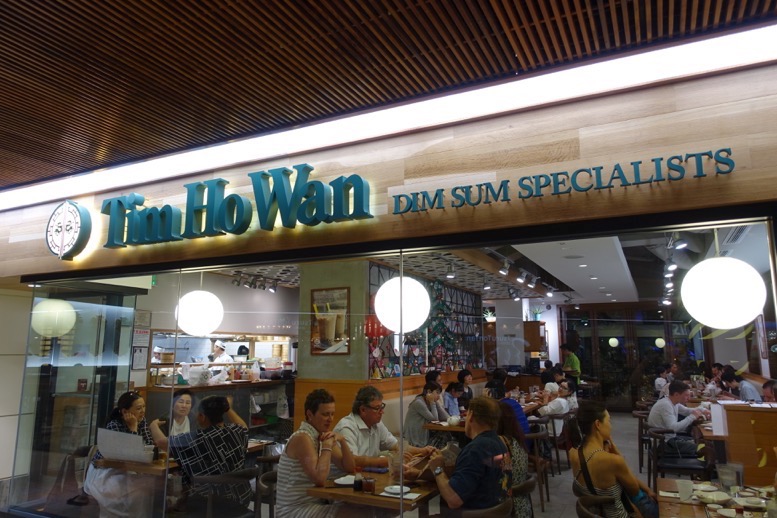 Tim Ho Wan
DIM SUM SPECIALISTS